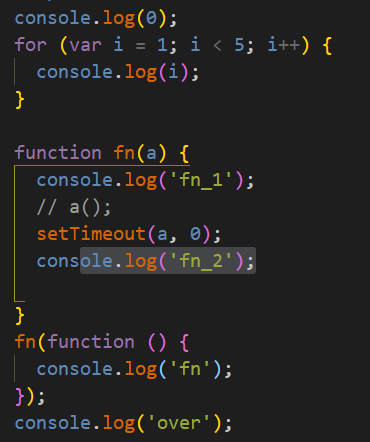 console.log(0);
for (var i = 1; i < 5; i++) {
  console.log(i);
}

function fn(a) {
  console.log('fn_1');
  // a();
  setTimeout(a, 0);
  console.log('fn_2');

}
fn(function () {
  console.log('fn');
});
console.log('over');